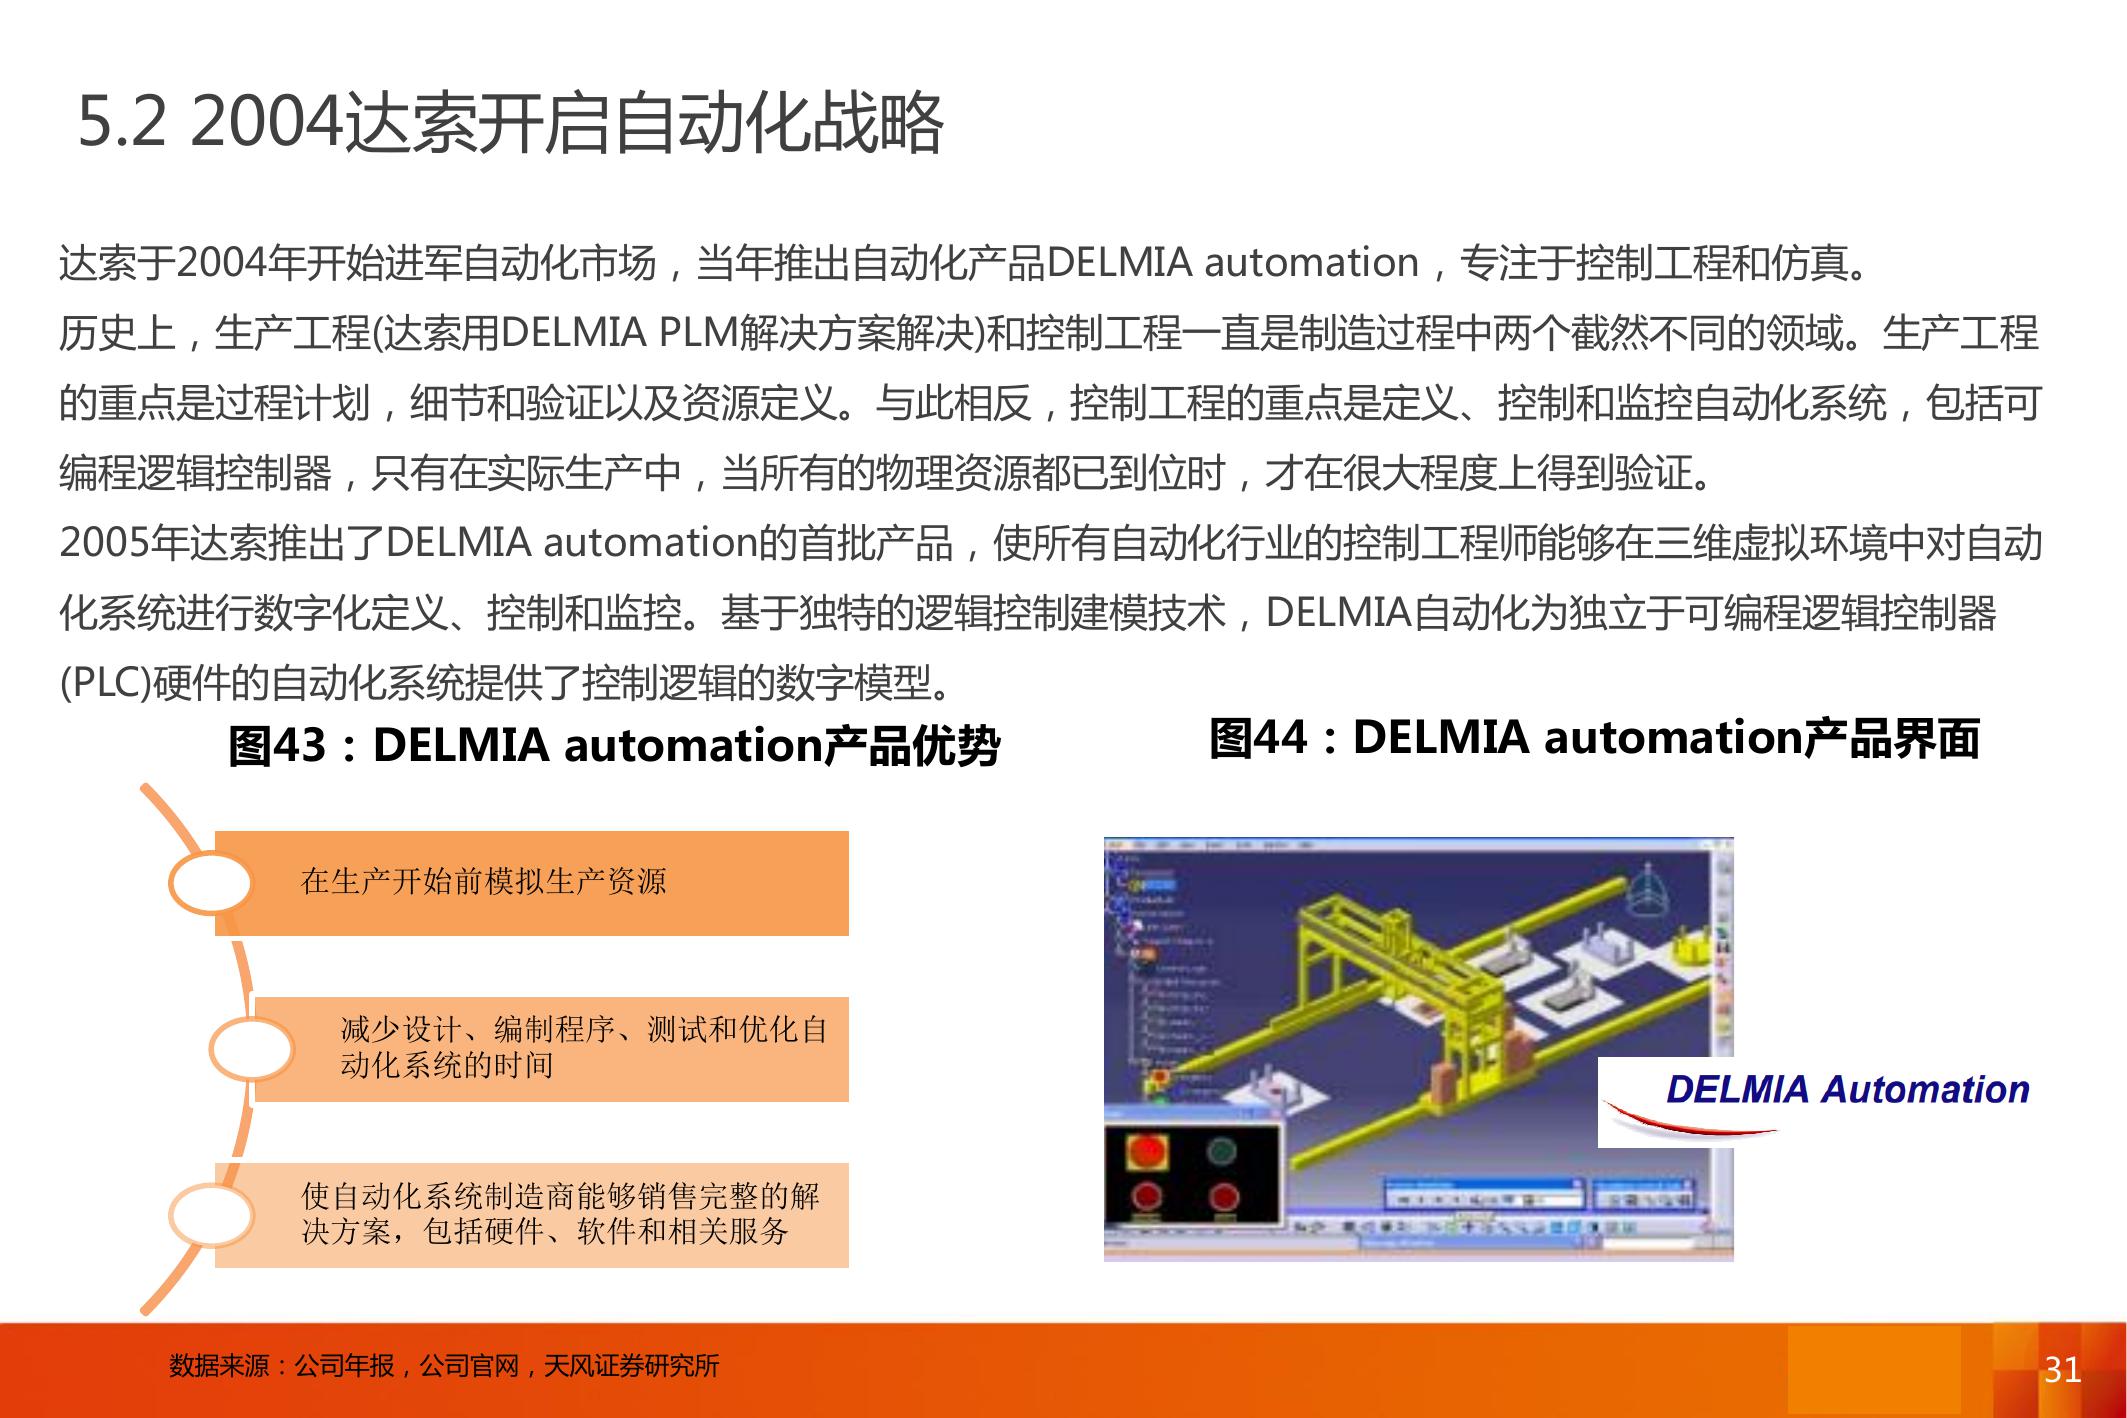 5.2 2004达索开启自动化战略
达索于2004年开始进军自动化市场，当年推出自动化产品DELMIA automation，专注于控制工程和仿真。
历史上，生产工程(达索用DELMIA PLM解决方案解决)和控制工程一直是制造过程中两个截然不同的领域。生产工程
的重点是过程计划，细节和验证以及资源定义。与此相反，控制工程的重点是定义、控制和监控自动化系统，包括可
编程逻辑控制器，只有在实际生产中，当所有的物理资源都已到位时，才在很大程度上得到验证。
2005年达索推出了DELMIA automation的首批产品，使所有自动化行业的控制工程师能够在三维虚拟环境中对自动
化系统进行数字化定义、控制和监控。基于独特的逻辑控制建模技术，DELMIA自动化为独立于可编程逻辑控制器
(PLC)硬件的自动化系统提供了控制逻辑的数字模型。
图43：DELMIA automation产品优势
在生产开始前模拟生产资源
减少设计、编制程序、测试和优化自
动化系统的时间
使自动化系统制造商能够销售完整的解
决方案，包括硬件、软件和相关服务
图44：DELMIA automation产品界面
DELMIA Automation
数据来源：公司年报，公司官网，天风证券研究所
31